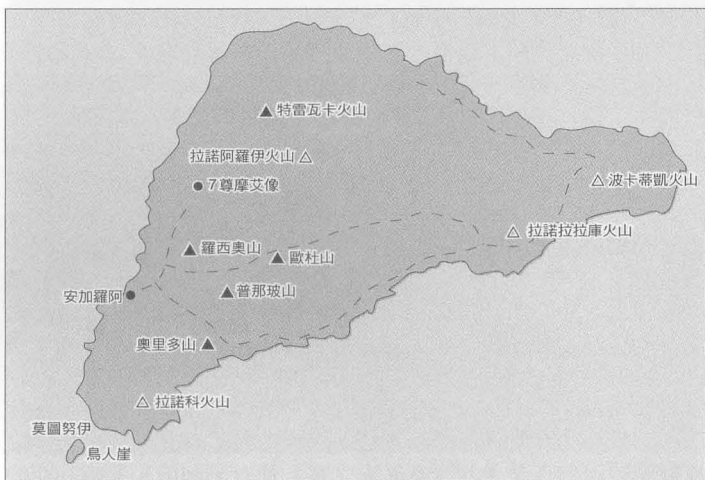 特雷瓦卡火山
拉諾阿羅伊火山
7尊摩艾像
波卡蒂凱火山
拉諾拉拉庫火山
羅西奧山
歐杜山
安加羅阿
普那玻山
奧里多山
拉諾科火山
莫圖努伊
鳥人崖